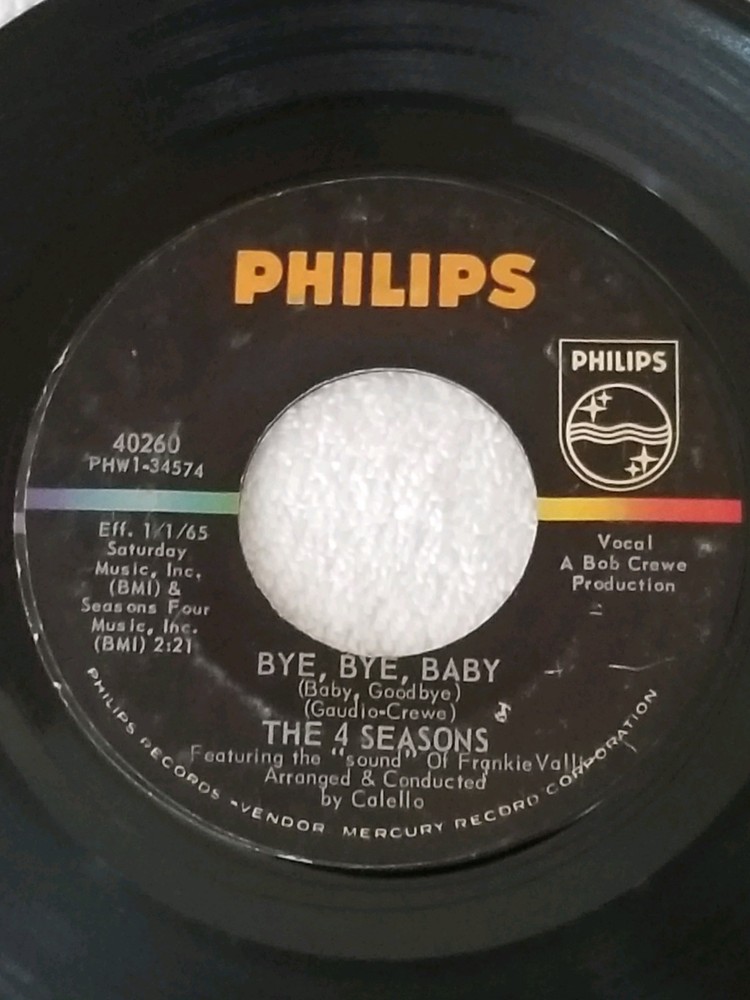 PHILIPS
PHILIPS
40260
PHW1-34574
Eff. 1/1/65
Saturday
Music, Inc.
(BMI) &
Seasons Four
Music, Inc.
(BMI) 2:21
Vocal
A Bob Crewe
Production
BYE, BYE, BABY
(Baby, Goodbye)
(Gaudio-Crewe)
THE 4 SEASONS
Featuring the "sound" Of Frankie Valli
Arranged & Conducted
by Calello
PHILIPS RECORDS •VENDOR MERCURY RECORD CORPORATION